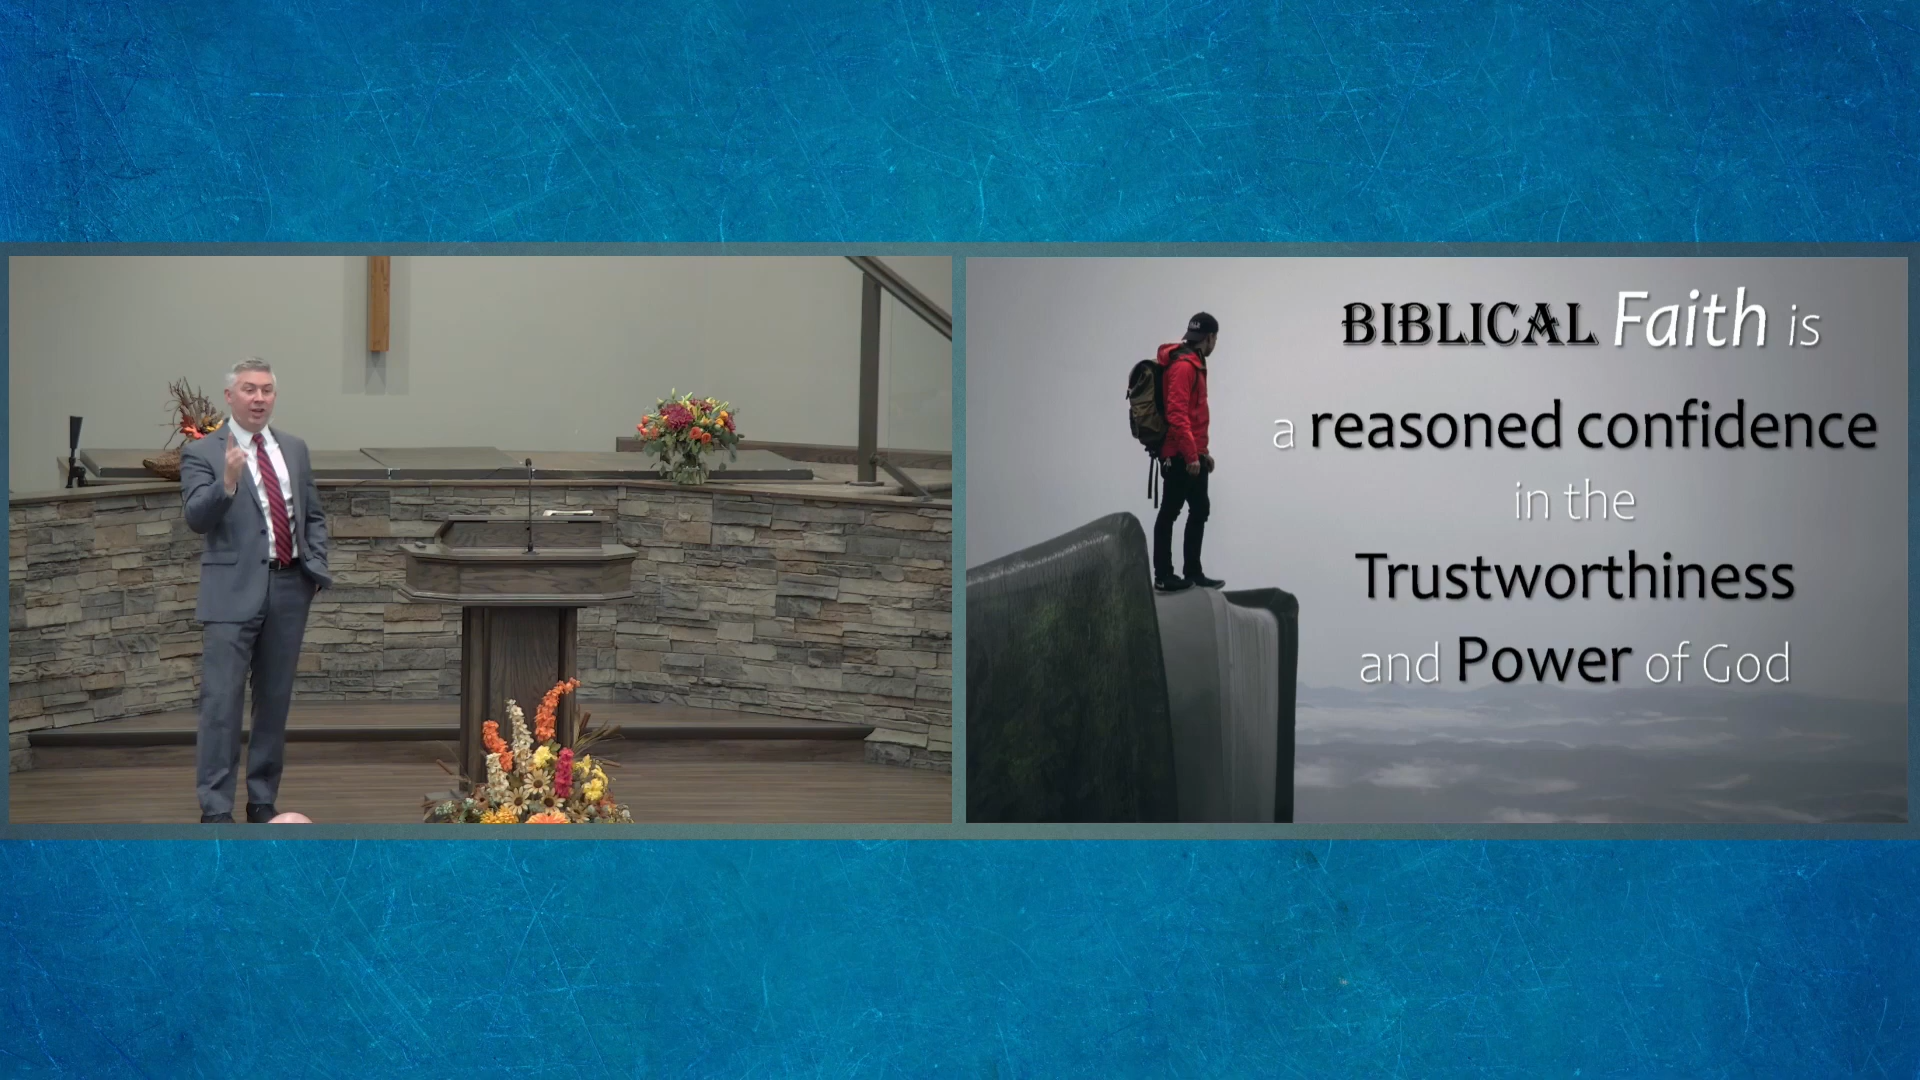 BIBLICAL Faith is
a reasoned confidence
in the
Trustworthiness
and Power of God